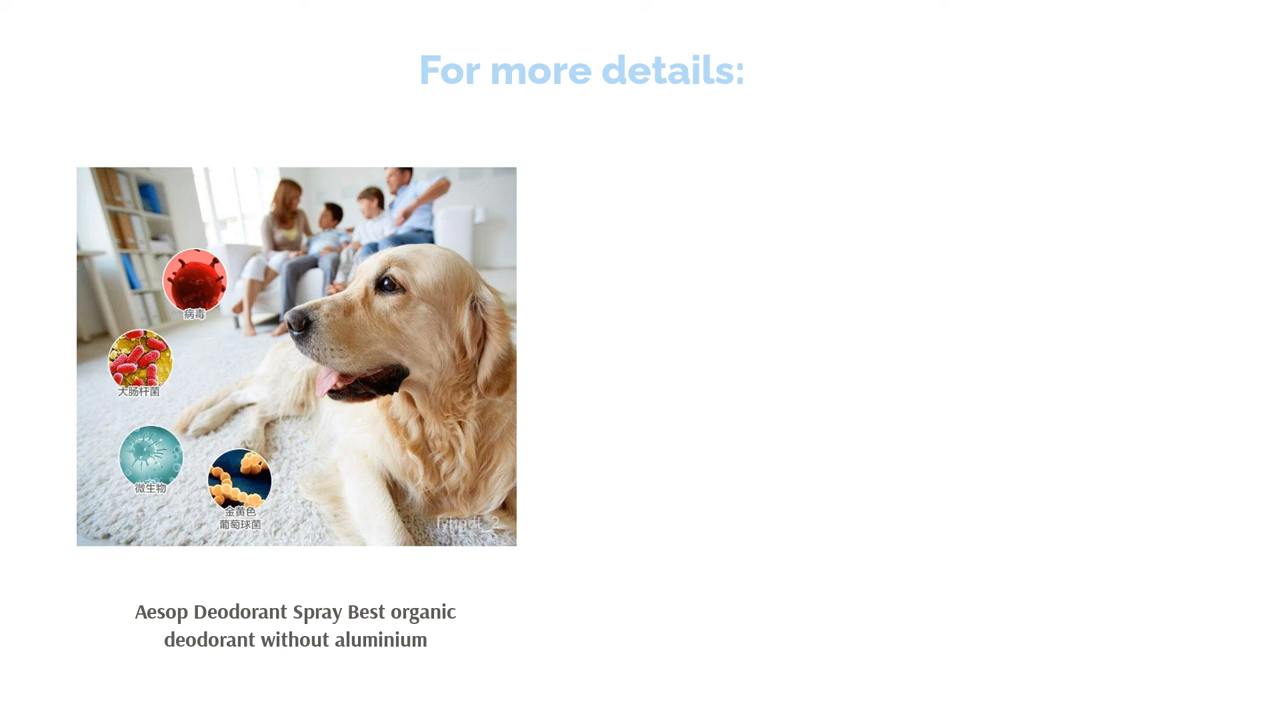 For more details:
病毒
大肠杆菌
微生物
金黄色
葡萄球菌
Aesop Deodorant Spray Best organic
deodorant without aluminium